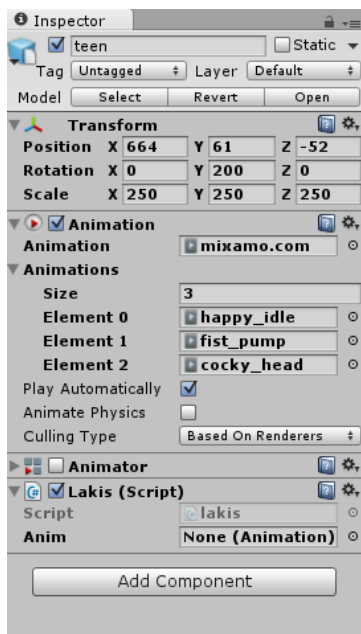 Inspector
teen Static
Tag Untagged Layer Default
Model Select Revert Open
Transform
Position X 664 Y 61 Z -52
Rotation X 0 Y 200 Z 0
Scale X 250 Y 250 Z 250
Animation
Animation mixamo.com
Animations
Size 3
Element 0 happy_idle
Element 1 fist_pump
Element 2 cocky_head
Play Automatically
Animate Physics
Culling Type Based On Renderers
Animator
Lakis (Script)
Script lakis
Anim None (Animation)
Add Component